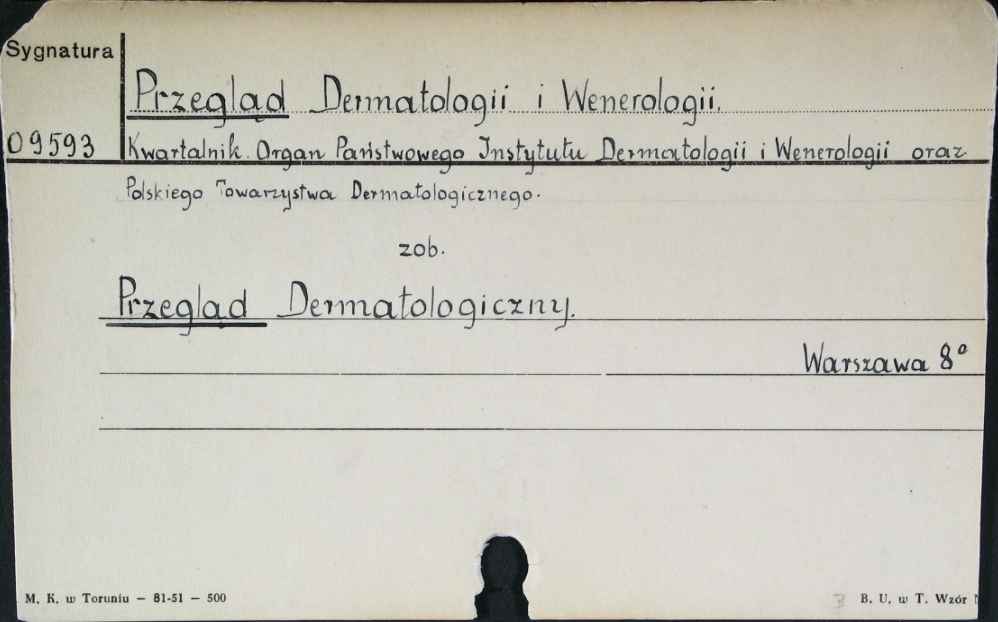 Sygnatura
Przegląd Dermatologii i Wenerologii.
09593 Kwartalnik. Organ Państwowego Instytutu Dermatologii i Wenerologii oraz
Polskiego Towarzystwa Dermatologicznego.
zob.
Przegląd Dermatologiczny.
Warszawa 8°
M. K. w Toruniu — 81-51 — 500
B. U. w T. Wzór